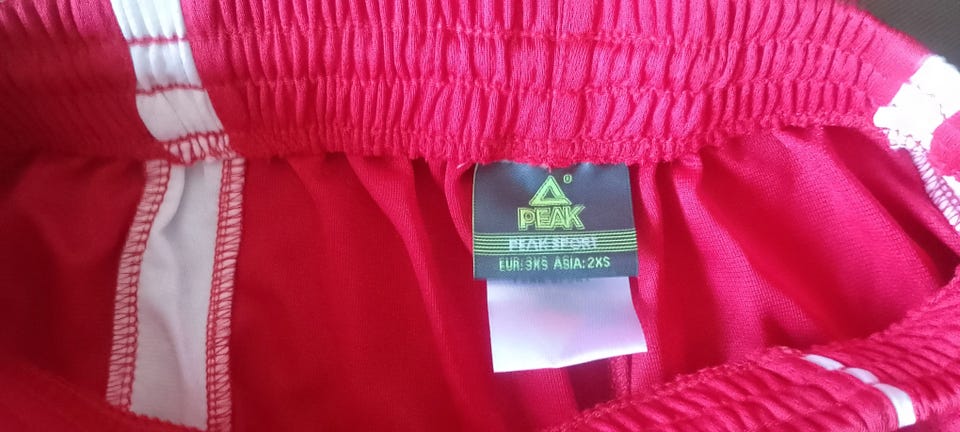 PEAK
PEAK SPORT
EUR: 3XS ASIA: 2XS